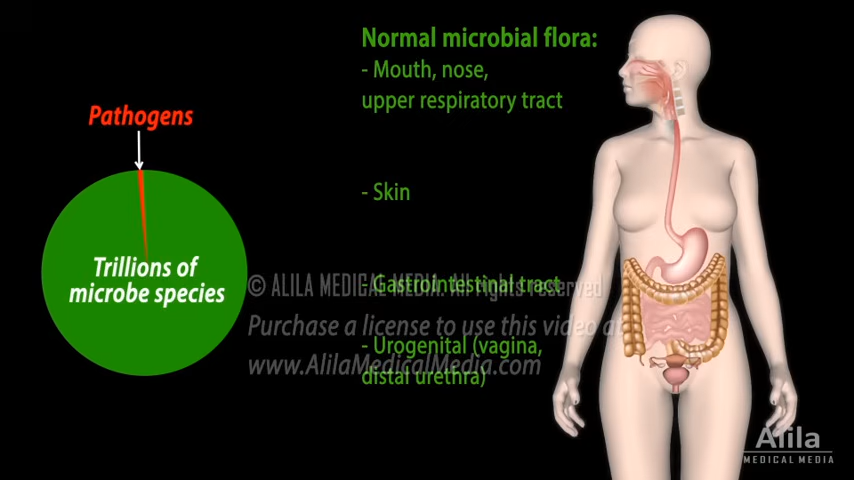 Normal microbial flora:
- Mouth, nose,
upper respiratory tract
Pathogens
- Skin
Trillions of
microbe species
- Gastrointestinal tract
© ALILA MEDICAL MEDIA. All rights reserved
Purchase a license to use this video at
www.AlilaMedicalMedia.com
- Urogenital (vagina,
distal urethra)
Alila
MEDICAL MEDIA